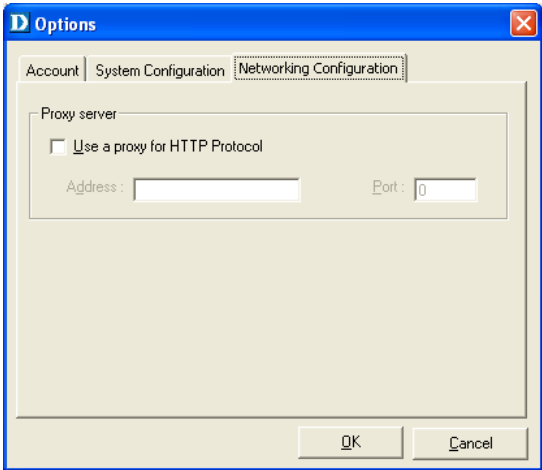 D Options
Account System Configuration Networking Configuration
Proxy server
Use a proxy for HTTP Protocol
Address : Port : 0
OK Cancel